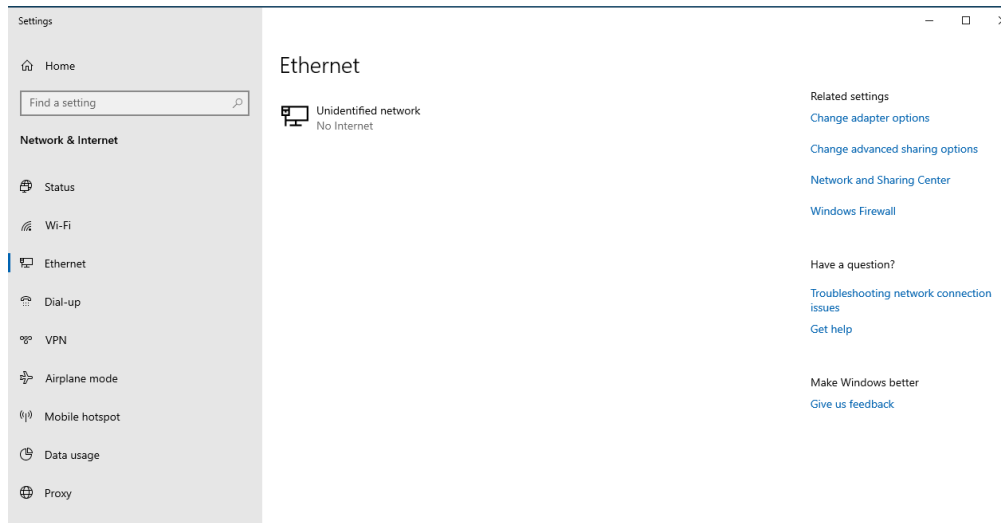 Settings
Home
Find a setting
Network & Internet
Status
Wi-Fi
Ethernet
Dial-up
VPN
Airplane mode
Mobile hotspot
Data usage
Proxy
Ethernet
Unidentified network
No Internet
Related settings
Change adapter options
Change advanced sharing options
Network and Sharing Center
Windows Firewall
Have a question?
Troubleshooting network connection
issues
Get help
Make Windows better
Give us feedback